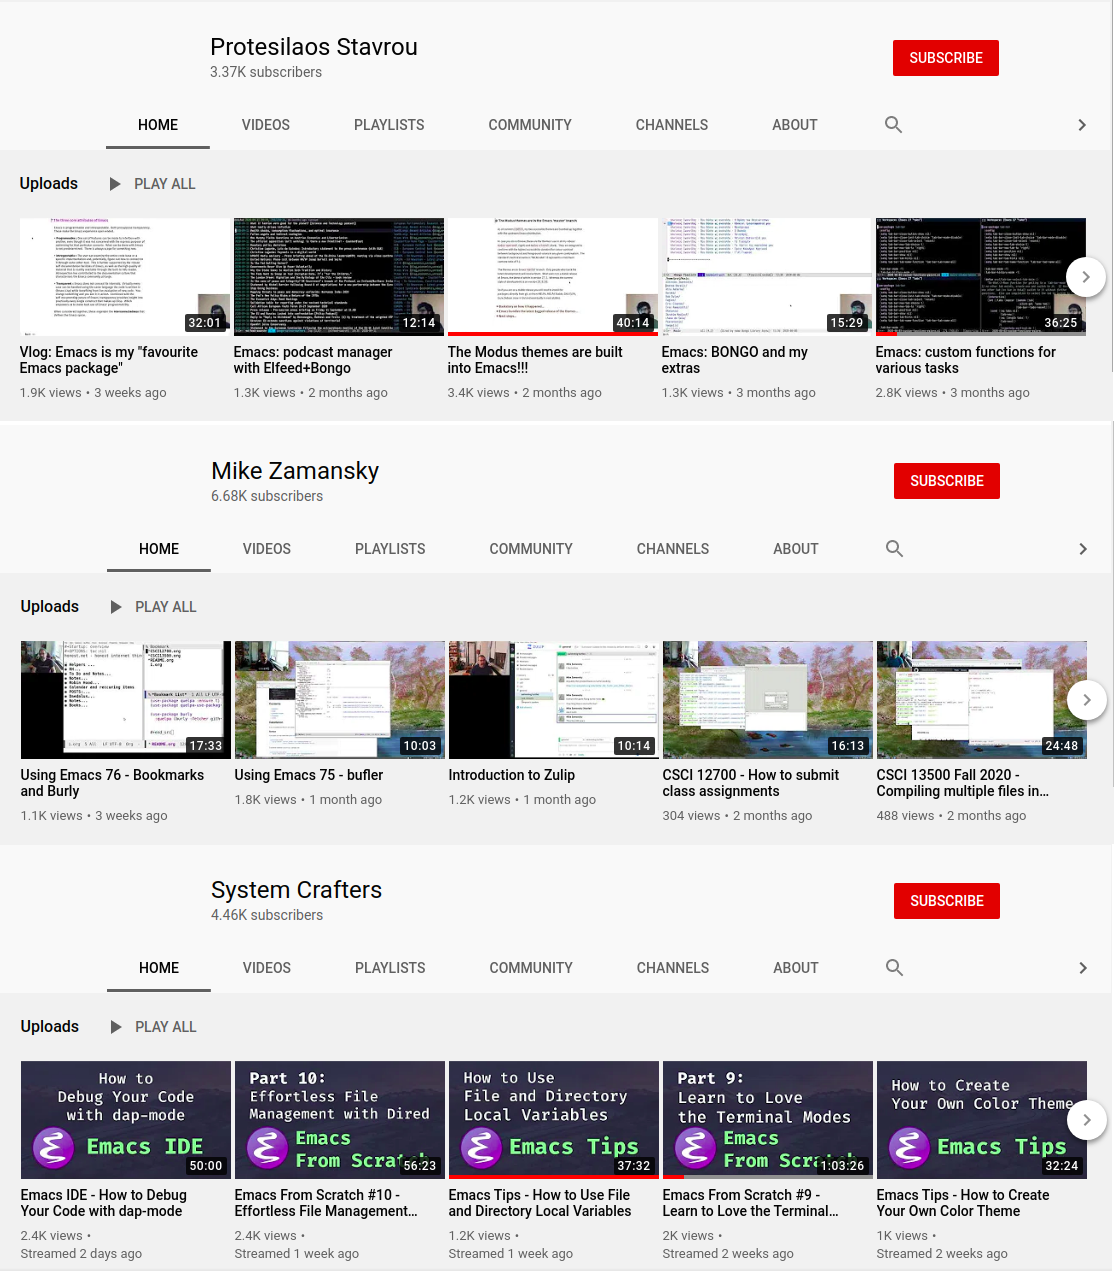 Protesilaos Stavrou
3.37K subscribers
SUBSCRIBE
HOME VIDEOS PLAYLISTS COMMUNITY CHANNELS ABOUT
Uploads PLAY ALL
32:01 12:14 40:14 15:29 36:25
Vlog: Emacs is my "favourite
Emacs package"
1.9K views • 3 weeks ago
Emacs: podcast manager
with Elfeed+Bongo
1.3K views • 2 months ago
The Modus themes are built
into Emacs!!!
3.4K views • 2 months ago
Emacs: BONGO and my
extras
1.3K views • 3 months ago
Emacs: custom functions for
various tasks
2.8K views • 3 months ago
Mike Zamansky
6.68K subscribers
SUBSCRIBE
HOME VIDEOS PLAYLISTS COMMUNITY CHANNELS ABOUT
Uploads PLAY ALL
17:33 10:03 10:14 16:13 24:48
Using Emacs 76 - Bookmarks
and Burly
1.1K views • 3 weeks ago
Using Emacs 75 - bufler
1.8K views • 1 month ago
Introduction to Zulip
1.2K views • 1 month ago
CSCI 12700 - How to submit
class assignments
304 views • 2 months ago
CSCI 13500 Fall 2020 -
Compiling multiple files in...
488 views • 2 months ago
System Crafters
4.46K subscribers
SUBSCRIBE
HOME VIDEOS PLAYLISTS COMMUNITY CHANNELS ABOUT
Uploads PLAY ALL
How to
Debug Your Code
with dap-mode
Emacs IDE
50:00
Emacs IDE - How to Debug
Your Code with dap-mode
2.4K views •
Streamed 2 days ago
Part 10:
Effortless File
Management with Dired
Emacs
From Scratch
56:23
Emacs From Scratch #10 -
Effortless File Management...
2.4K views •
Streamed 1 week ago
How to Use
File and Directory
Local Variables
Emacs Tips
37:32
Emacs Tips - How to Use File
and Directory Local Variables
1.2K views •
Streamed 1 week ago
Part 9:
Learn to Love
the Terminal Modes
Emacs
From Scratch
1:03:26
Emacs From Scratch #9 -
Learn to Love the Terminal...
2K views •
Streamed 2 weeks ago
How to Create
Your Own Color Theme
Emacs Tips
32:24
Emacs Tips - How to Create
Your Own Color Theme
1K views •
Streamed 2 weeks ago